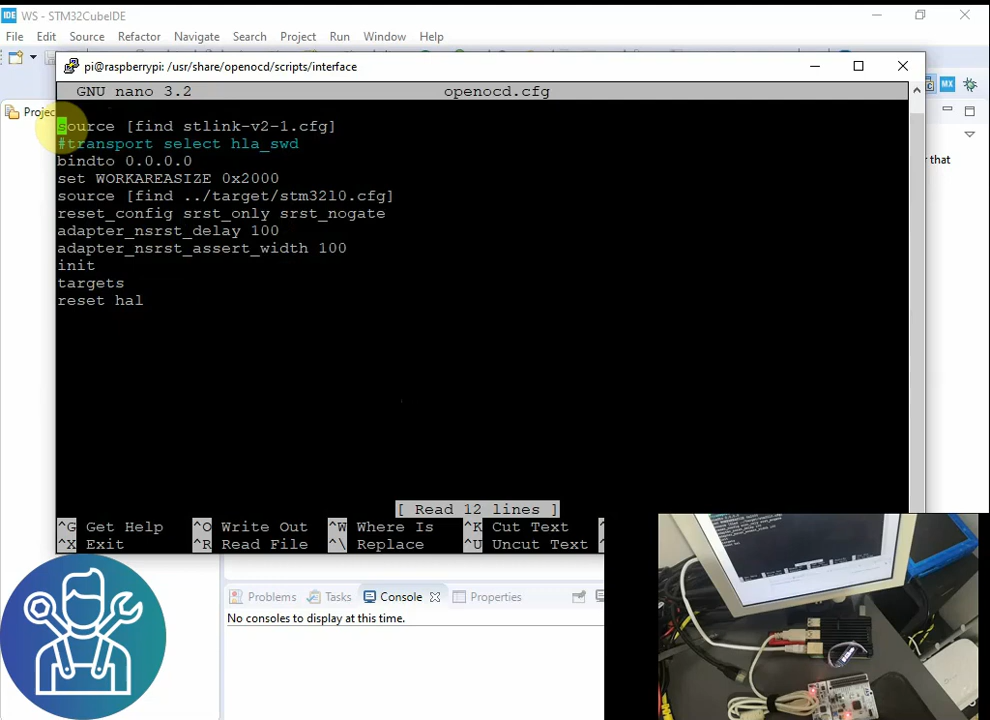 IDE WS - STM32CubeIDE
File Edit Source Refactor Navigate Search Project Run Window Help
pi@raspberrypi: /usr/share/openocd/scripts/interface
GNU nano 3.2 openocd.cfg
MX
Projec
source [find stlink-v2-1.cfg]
#transport select hla_swd
bindto 0.0.0.0
that
set WORKAREASIZE 0x2000
source [find ../target/stm32l0.cfg]
reset_config srst_only srst_nogate
adapter_nsrst_delay 100
adapter_nsrst_assert_width 100
init
targets
reset hal
[ Read 12 lines ]
^G Get Help ^O Write Out ^W Where Is ^K Cut Text ^
^X Exit ^R Read File ^\ Replace ^U Uncut Text ^
Problems Tasks Console Properties
No consoles to display at this time.